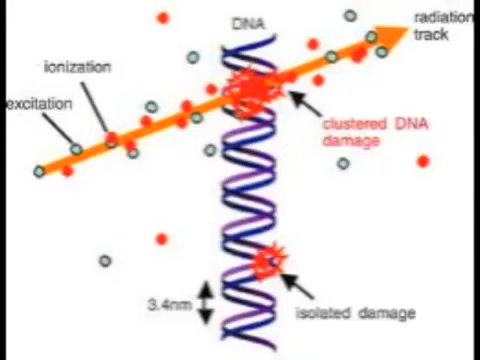 DNA
radiation
track
ionization
excitation
clustered DNA
damage
3.4nm
isolated damage